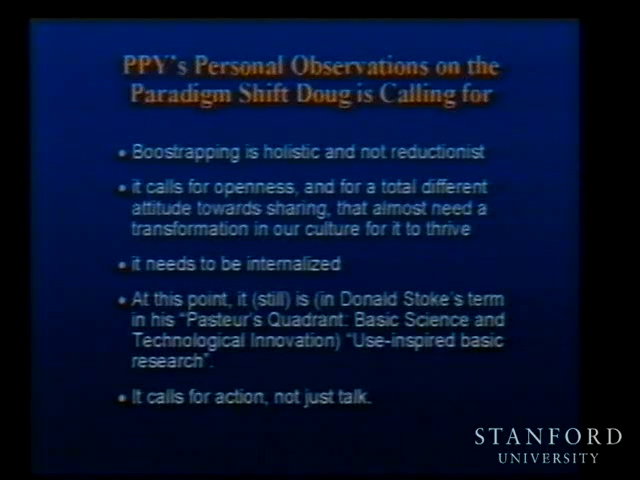 PPY's Personal Observations on the
Paradigm Shift Doug is Calling for
• Boostrapping is holistic and not reductionist
• it calls for openness, and for a total different
attitude towards sharing, that almost need a
transformation in our culture for it to thrive
• it needs to be internalized
• At this point, it (still) is (in Donald Stoke's term
in his "Pasteur's Quadrant: Basic Science and
Technological Innovation) "Use-inspired basic
research".
• It calls for action, not just talk.
STANFORD
UNIVERSITY